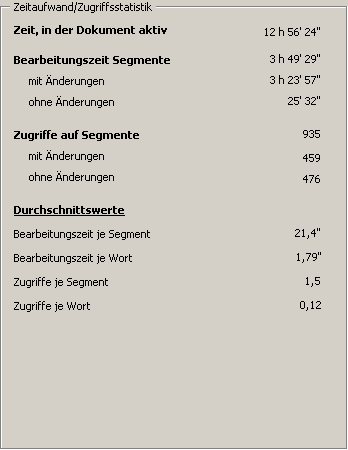 Zeitaufwand/Zugriffsstatistik
Zeit, in der Dokument aktiv 12 h 56' 24"
Bearbeitungszeit Segmente 3 h 49' 29"
mit Änderungen 3 h 23' 57"
ohne Änderungen 25' 32"
Zugriffe auf Segmente 935
mit Änderungen 459
ohne Änderungen 476
Durchschnittswerte
Bearbeitungszeit je Segment 21,4"
Bearbeitungszeit je Wort 1,79"
Zugriffe je Segment 1,5
Zugriffe je Wort 0,12